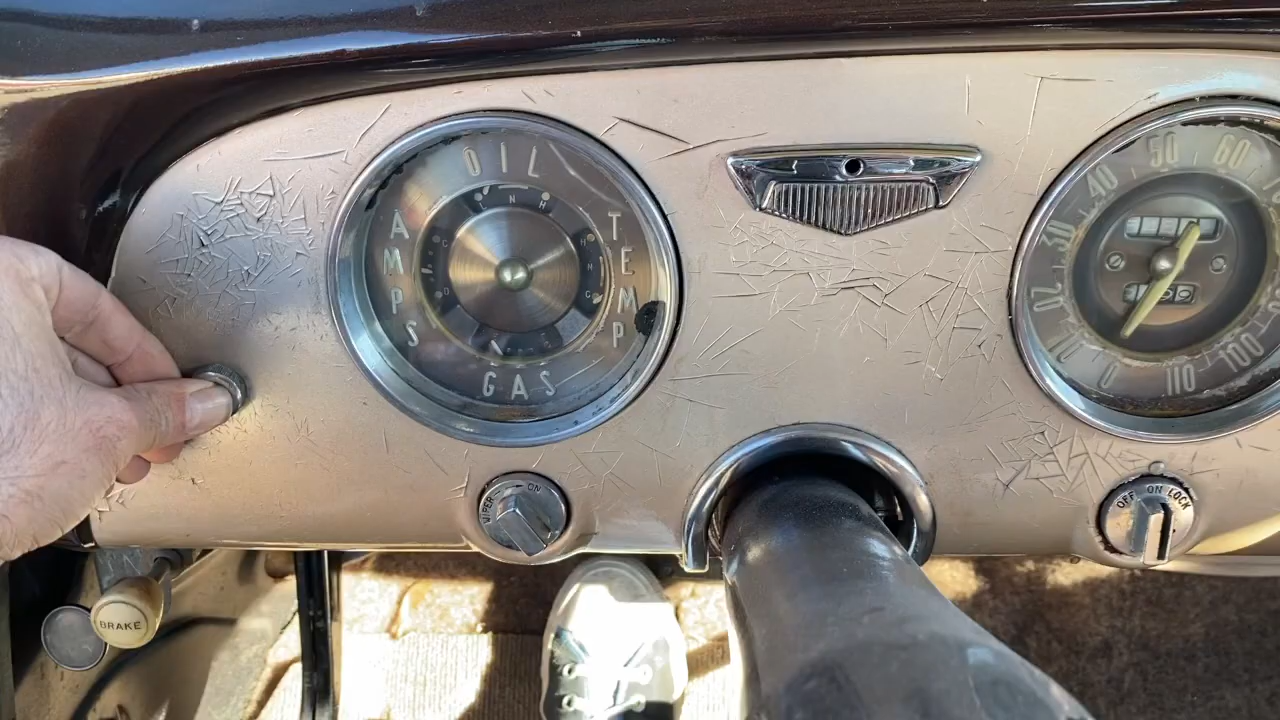 OIL
AMPS
TEMP
GAS
N H
C
D
H
N
C
WIPER ON
BRAKE
50 60
40
30
20
10
0
110
100
OFF ON LOCK